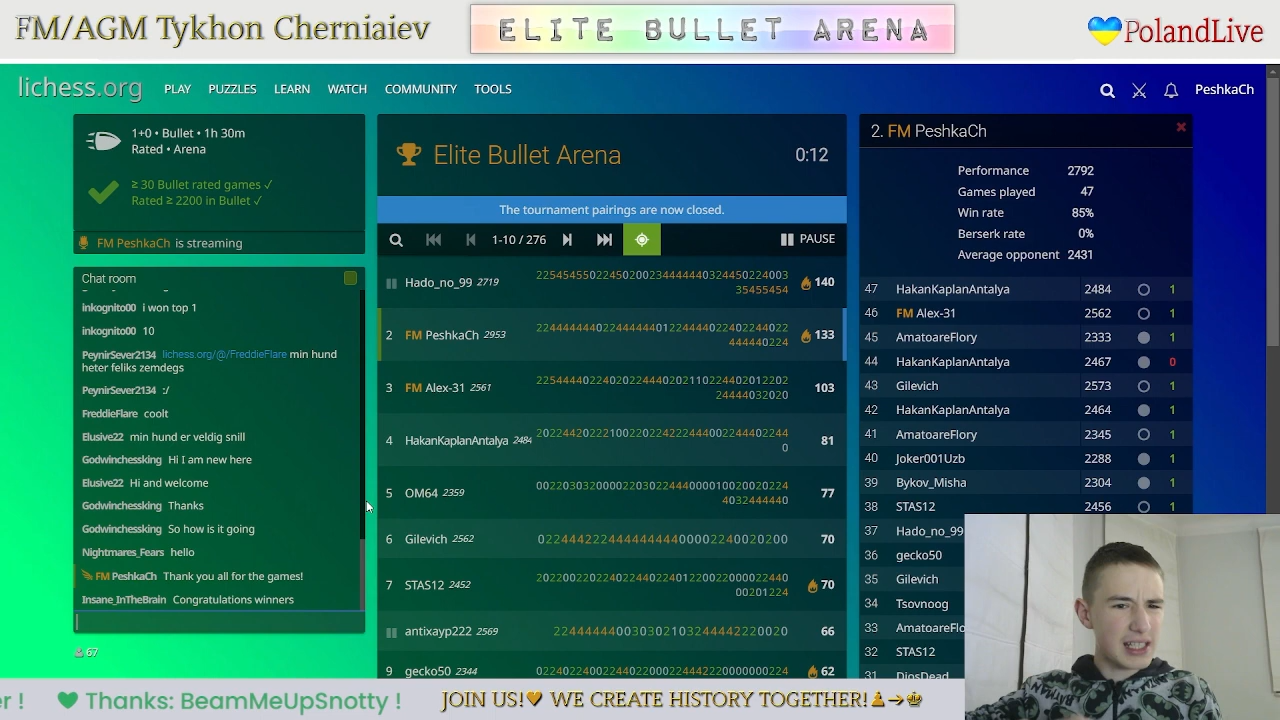 FM/AGM Tykhon Cherniaiev
ELITE BULLET ARENA
PolandLive
lichess.org
PLAY PUZZLES LEARN WATCH COMMUNITY TOOLS
PeshkaCh
1+0 • Bullet • 1h 30m
Rated • Arena
≥ 30 Bullet rated games ✓
Rated ≥ 2200 in Bullet ✓
FM PeshkaCh is streaming
Chat room
inkognito00 i won top 1
inkognito00 10
PeynirSever2134 lichess.org/@/FreddieFlare min hund
heter feliks zemdegs
PeynirSever2134 :/
FreddieFlare coolt
Elusive22 min hund er veldig snill
Godwinchessking Hi I am new here
Elusive22 Hi and welcome
Godwinchessking Thanks
Godwinchessking So how is it going
Nightmares_Fears hello
FM PeshkaCh Thank you all for the games!
Insane_InTheBrain Congratulations winners
67
Elite Bullet Arena 0:12
The tournament pairings are now closed.
1-10 / 276 PAUSE
Hado_no_99 2719 140
2 FM PeshkaCh 2953 133
3 FM Alex-31 2561 103
4 HakanKaplanAntalya 2484 81
5 OM64 2359 77
6 Gilevich 2562 70
7 STAS12 2452 70
antixayp222 2569 66
9 gecko50 2344 62
2. FM PeshkaCh
Performance 2792
Games played 47
Win rate 85%
Berserk rate 0%
Average opponent 2431
47 HakanKaplanAntalya 2484 1
46 FM Alex-31 2562 1
45 AmatoareFlory 2333 1
44 HakanKaplanAntalya 2467 0
43 Gilevich 2573 1
42 HakanKaplanAntalya 2464 1
41 AmatoareFlory 2345 1
40 Joker001Uzb 2288 1
39 Bykov_Misha 2304 1
38 STAS12 2456 1
37 Hado_no_99
36 gecko50
35 Gilevich
34 Tsovnoog
33 AmatoareFlo
32 STAS12
31 DiosDead
r ! Thanks: BeamMeUpSnotty !
JOIN US! WE CREATE HISTORY TOGETHER!